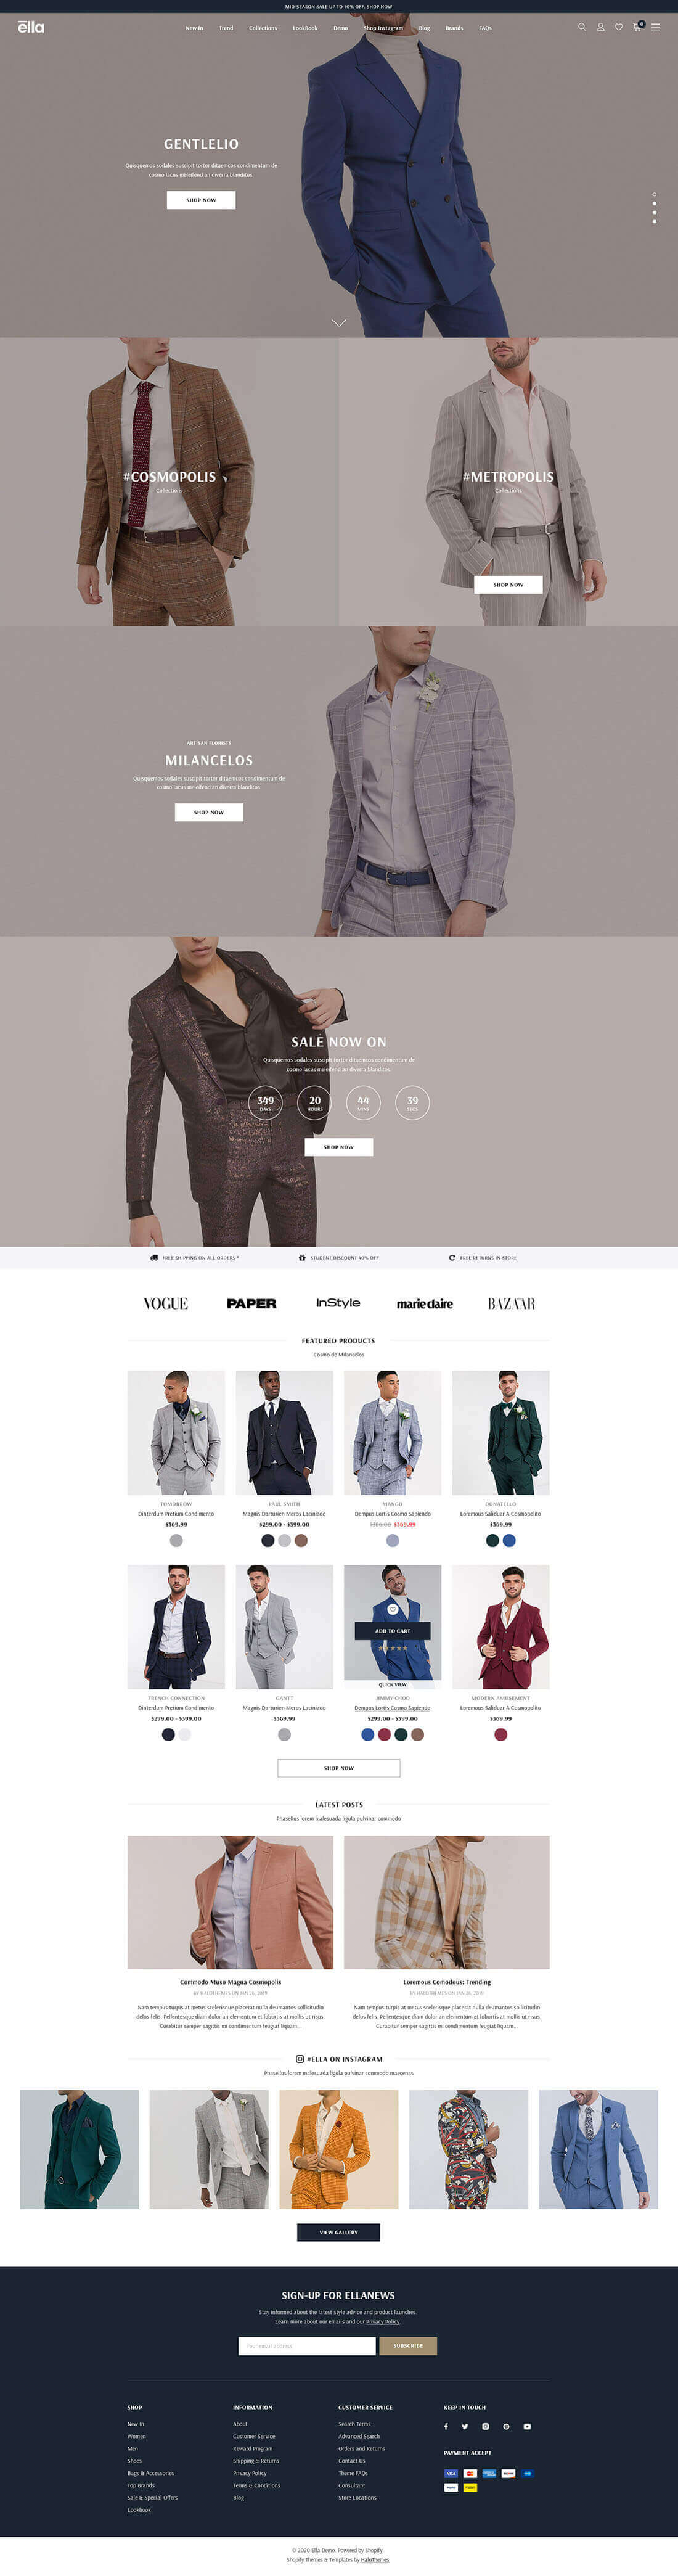 MID-SEASON SALE UP TO 70% OFF. SHOP NOW
ella
New In Trend Collections LookBook Demo Shop Instagram Blog Brands FAQs
0
GENTLELIO
Quisquemos sodales suscipit tortor ditaemcos condimentum de
cosmo lacus meleifend an diverra blanditos.
SHOP NOW
#COSMOPOLIS
Collections
#METROPOLIS
Collections
SHOP NOW
ARTISAN FLORISTS
MILANCELOS
Quisquemos sodales suscipit tortor ditaemcos condimentum de
cosmo lacus meleifend an diverra blanditos.
SHOP NOW
SALE NOW ON
Quisquemos sodales suscipit tortor ditaemcos condimentum de
cosmo lacus meleifend an diverra blanditos.
349 20 44 39
DAYS HOURS MINS SECS
SHOP NOW
FREE SHIPPING ON ALL ORDERS *
STUDENT DISCOUNT 40% OFF
FREE RETURNS IN-STORE
VOGUE PAPER InStyle marie claire BAZAAR
FEATURED PRODUCTS
Cosmo de Milancelos
TOMORROW PAUL SMITH MANGO DONATELLO
Dinterdum Pretium Condimento Magnis Darturien Meros Laciniado Dempus Lortis Cosmo Sapiendo Loremous Saliduar A Cosmopolito
$369.99 $299.00 - $399.00 $386.00 $369.99 $369.99
ADD TO CART
QUICK VIEW
FRENCH CONNECTION GANTT JIMMY CHOO MODERN AMUSEMENT
Dinterdum Pretium Condimento Magnis Darturien Meros Laciniado Dempus Lortis Cosmo Sapiendo Loremous Saliduar A Cosmopolito
$299.00 - $399.00 $369.99 $299.00 - $399.00 $369.99
SHOP NOW
LATEST POSTS
Phasellus lorem malesuada ligula pulvinar commodo
Commodo Muso Magna Cosmopolis
BY HALOTHEMES ON JAN 26, 2019
Nam tempus turpis at metus scelerisque placerat nulla deumantos sollicitudin
delos felis. Pellentesque diam dolor an elementum et lobortis at mollis ut risus.
Curabitur semper sagittis mi condimentum feugiat liquam...
Loremous Comodous: Trending
BY HALOTHEMES ON JAN 26, 2019
Nam tempus turpis at metus scelerisque placerat nulla deumantos sollicitudin
delos felis. Pellentesque diam dolor an elementum et lobortis at mollis ut risus.
Curabitur semper sagittis mi condimentum feugiat liquam...
#ELLA ON INSTAGRAM
Phasellus lorem malesuada ligula pulvinar commodo maecenas
VIEW GALLERY
SIGN-UP FOR ELLANEWS
Stay informed about the latest style advice and product launches.
Learn more about our emails and our Privacy Policy.
Your email address
SUBSCRIBE
SHOP
New In
Women
Men
Shoes
Bags & Accessories
Top Brands
Sale & Special Offers
Lookbook
INFORMATION
About
Customer Service
Reward Program
Shipping & Returns
Privacy Policy
Terms & Conditions
Blog
CUSTOMER SERVICE
Search Terms
Advanced Search
Orders and Returns
Contact Us
Theme FAQs
Consultant
Store Locations
KEEP IN TOUCH
PAYMENT ACCEPT
VISA
© 2020 Ella Demo. Powered by Shopify.
Shopify Themes & Templates by HaloThemes